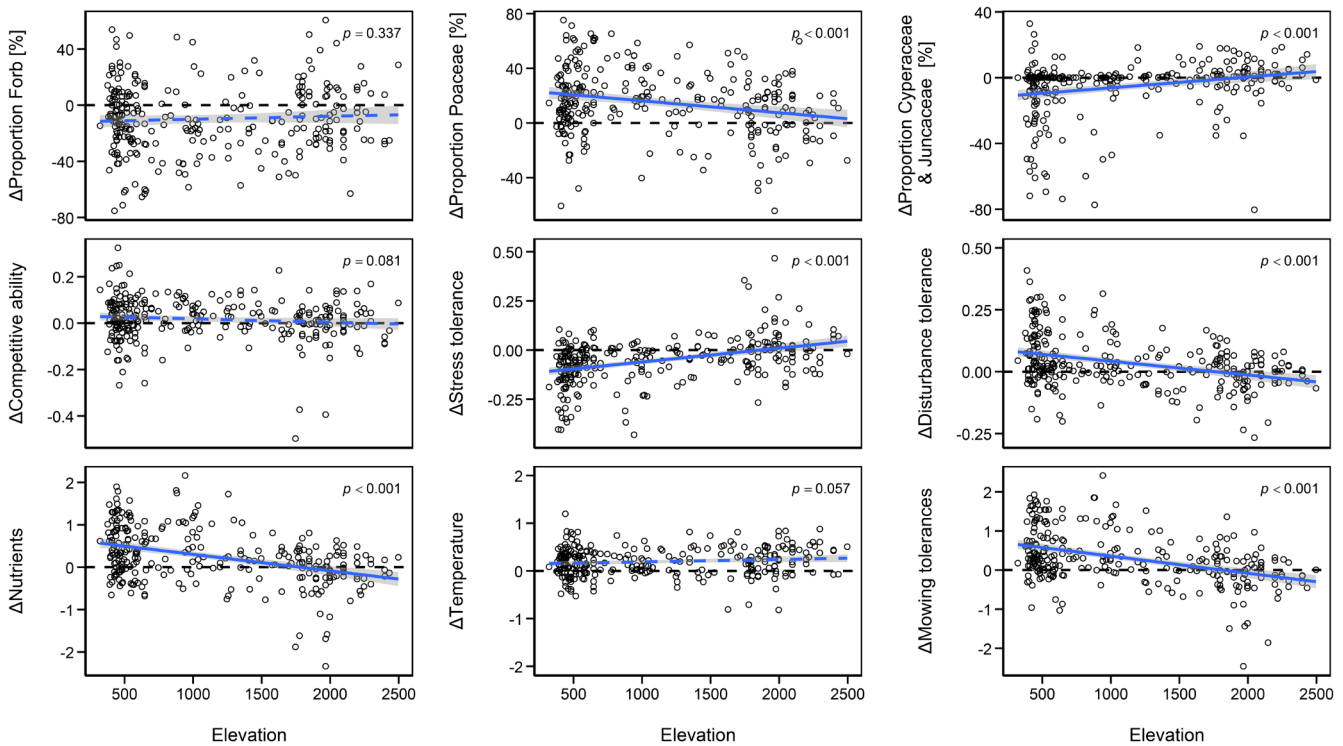 ΔProportion Forb [%]
40
0
-40
-80
p = 0.337
ΔProportion Poaceae [%]
80
40
0
-40
p < 0.001
ΔProportion Cyperaceae
& Juncaceae [%]
40
0
-40
-80
p < 0.001
ΔCompetitive ability
0.2
0.0
-0.2
-0.4
p = 0.081
ΔStress tolerance
0.50
0.25
0.00
-0.25
p < 0.001
ΔDisturbance tolerance
0.50
0.25
0.00
-0.25
p < 0.001
ΔNutrients
2
1
0
-1
-2
p < 0.001
500 1000 1500 2000 2500
Elevation
ΔTemperature
2
1
0
-1
-2
p = 0.057
500 1000 1500 2000 2500
Elevation
ΔMowing tolerances
2
1
0
-1
-2
p < 0.001
500 1000 1500 2000 2500
Elevation